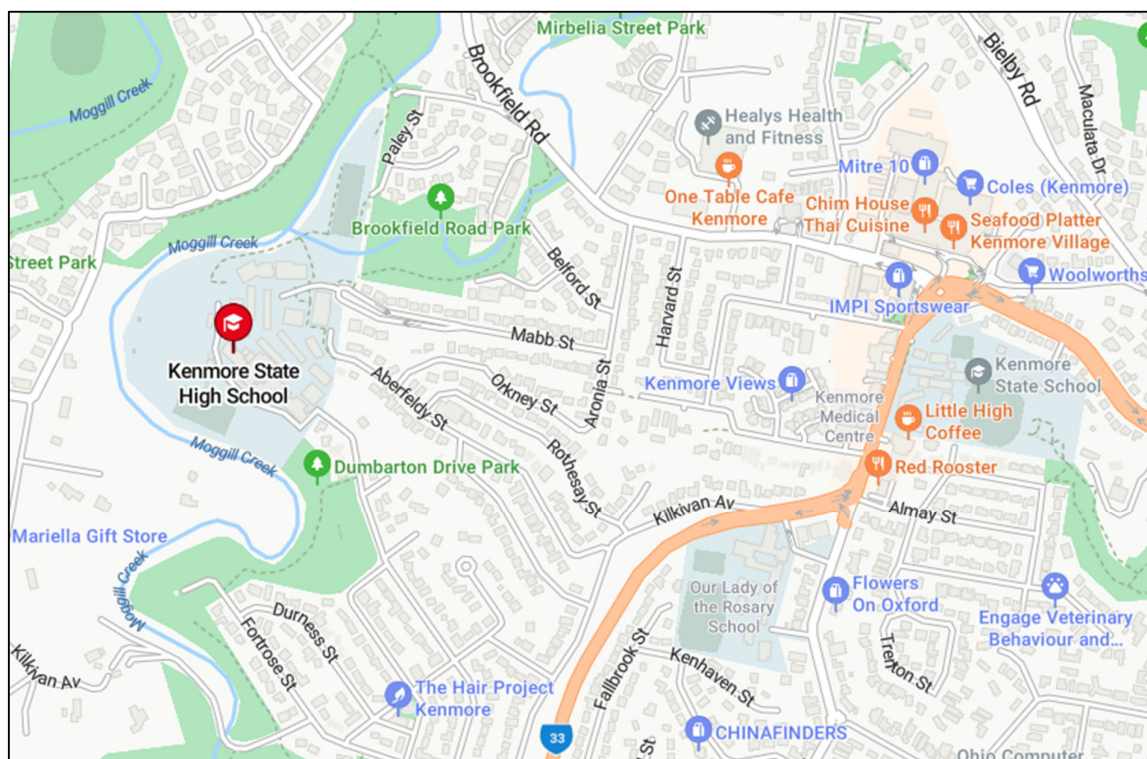 Mirbelia Street Park
Moggill Creek
Brookfield Rd
Bielby Rd
Maculata Dr
Paley St
Healys Health
and Fitness
Mitre 10
Coles (Kenmore)
One Table Cafe
Kenmore
Chim House
Thai Cuisine
Seafood Platter
Kenmore Village
Brookfield Road Park
Moggill Creek
Street Park
Belford St
Harvard St
Woolworths
IMPI Sportswear
Mabb St
Kenmore State
High School
Aberfeldy St
Orkney St
Aronia St
Kenmore Views
Kenmore
State School
Kenmore
Medical
Centre
Little High
Coffee
Moggill Creek
Dumbarton Drive Park
Rothesay St
Red Rooster
Kilkivan Av
Almay St
Mariella Gift Store
Moggill Creek
Our Lady of
the Rosary
School
Flowers
On Oxford
Engage Veterinary
Behaviour and...
Durness St
Fortrose St
Fallbrook St
Trenton St
Kilkivan Av
Kenhaven St
The Hair Project
Kenmore
33
CHINAFINDERS
St
Ohio Computer